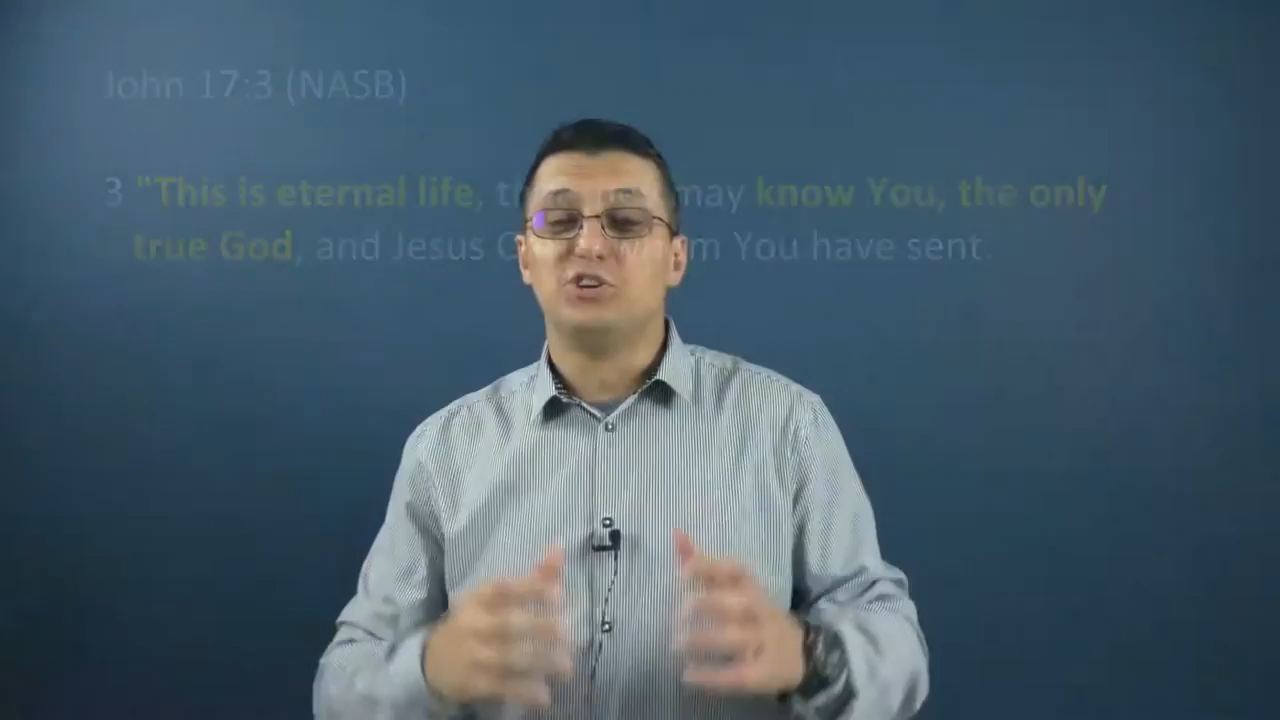 John 17:3 (NASB)
3 "This is eternal life, may know You, the only
true God, and Jesus whom You have sent.